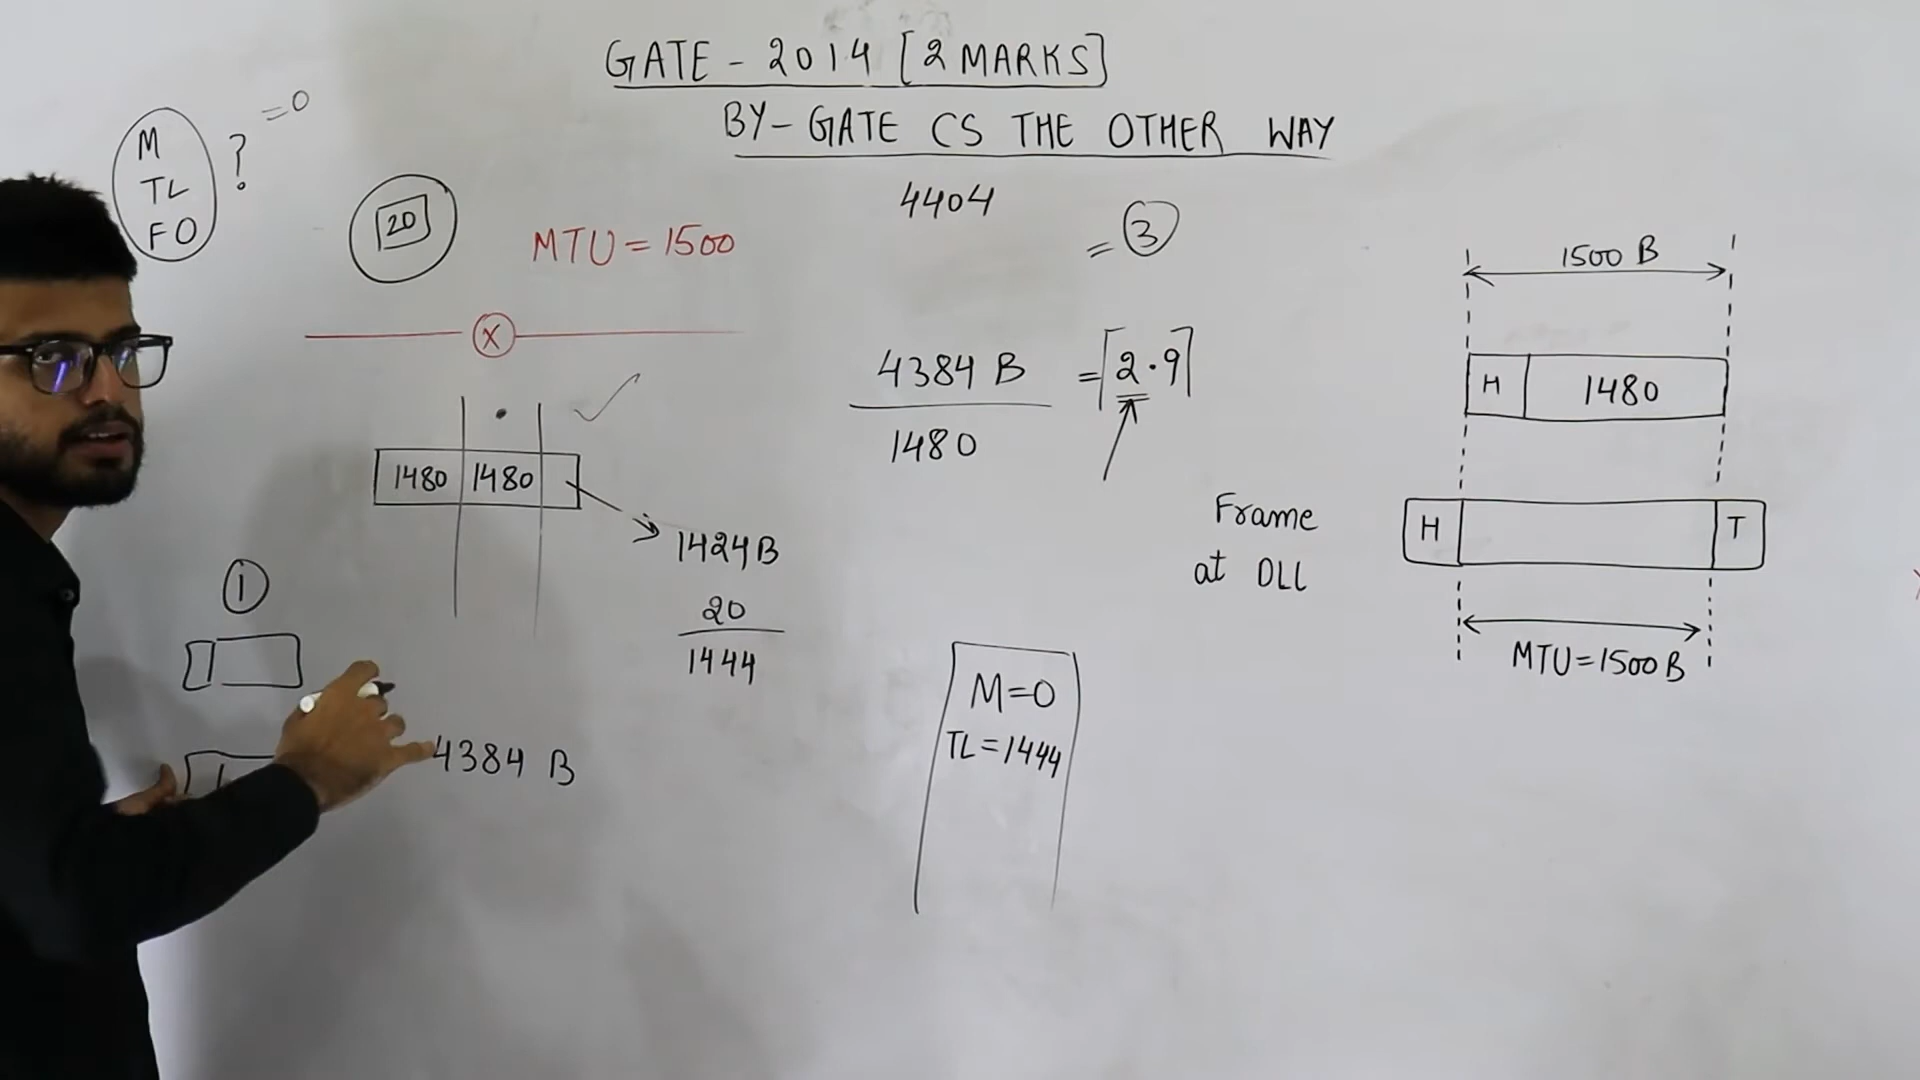 GATE - 2014 [2 MARKS]
BY - GATE CS THE OTHER WAY
M
TL
FO
?
=0
20
MTU = 1500
X
1480 1480
1424B
20
1444
1
4384 B
4404
= 3
4384 B
1480
= ⌈2.9⌉
M=0
TL=1444
1500 B
H 1480
Frame
at DLL
H T
MTU=1500B